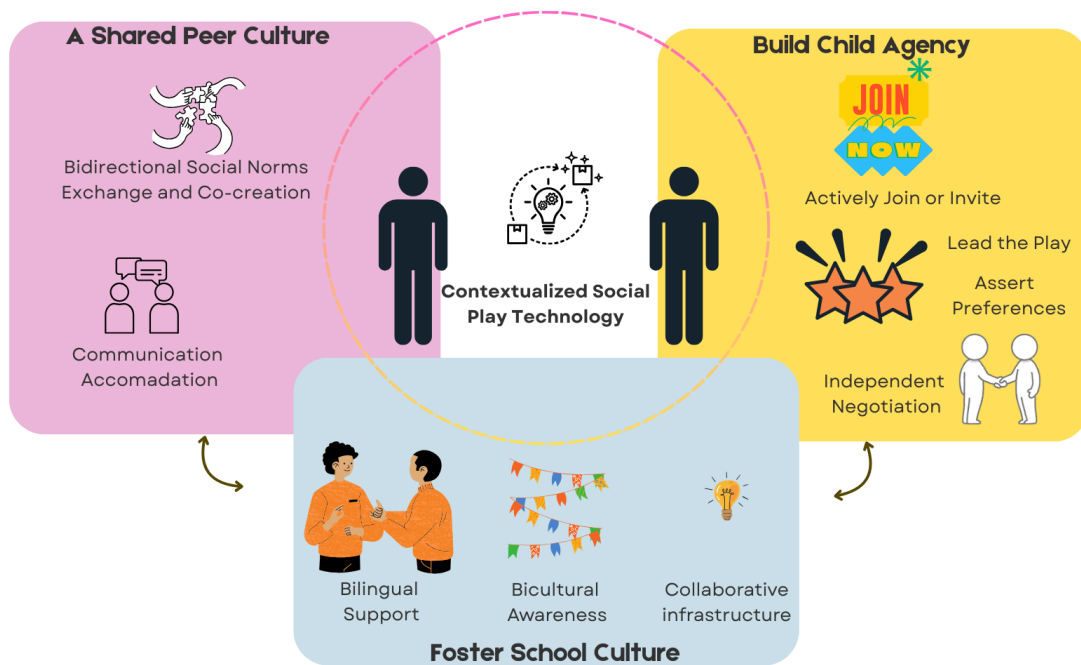 A Shared Peer Culture
Bidirectional Social Norms
Exchange and Co-creation
Communication
Accomadation
Contextualized Social
Play Technology
Build Child Agency
JOIN
NOW
Actively Join or Invite
Lead the Play
Assert
Preferences
Independent
Negotiation
Bilingual
Support
Bicultural
Awareness
Collaborative
infrastructure
Foster School Culture